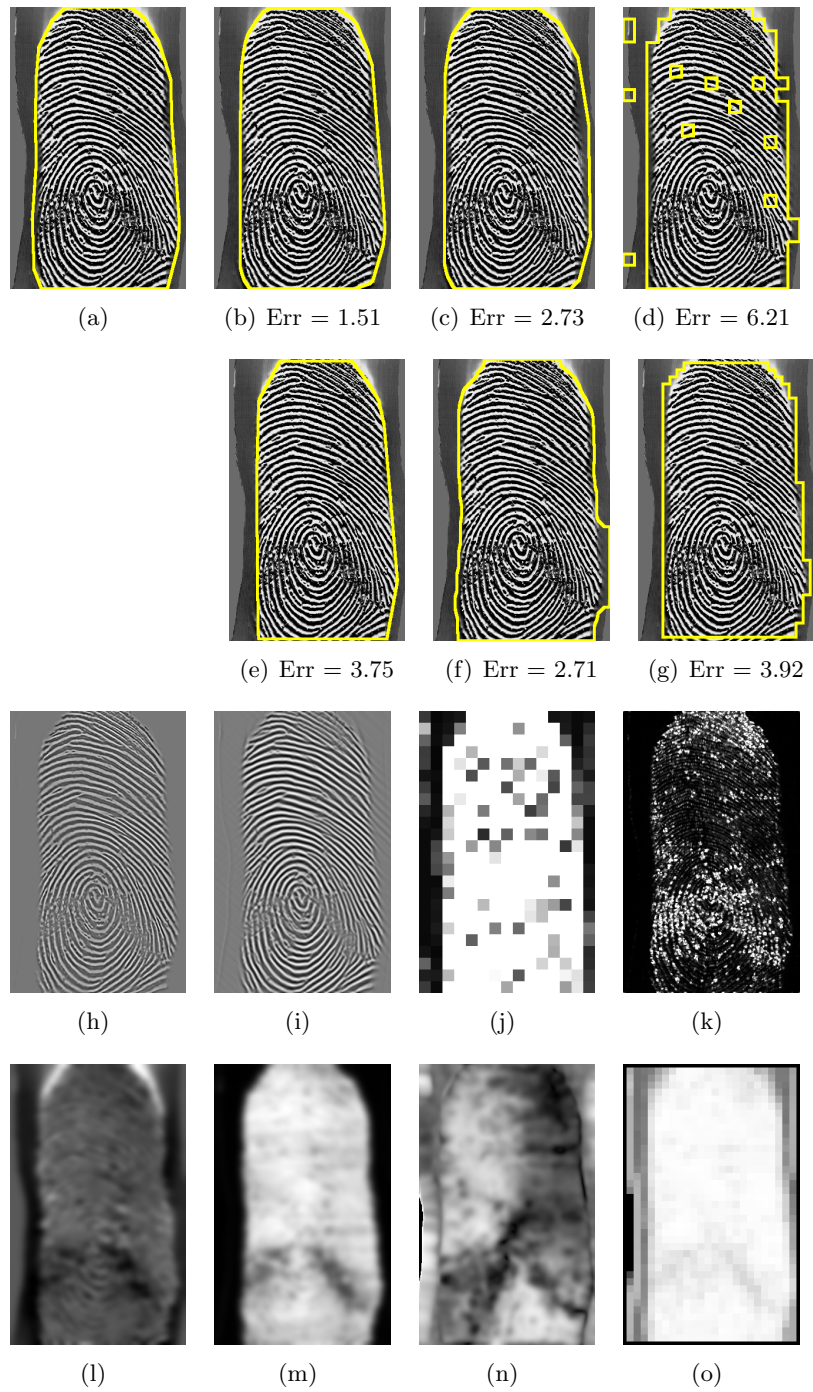 (a) (b) Err = 1.51 (c) Err = 2.73 (d) Err = 6.21
(e) Err = 3.75 (f) Err = 2.71 (g) Err = 3.92
(h) (i) (j) (k)
(l) (m) (n) (o)